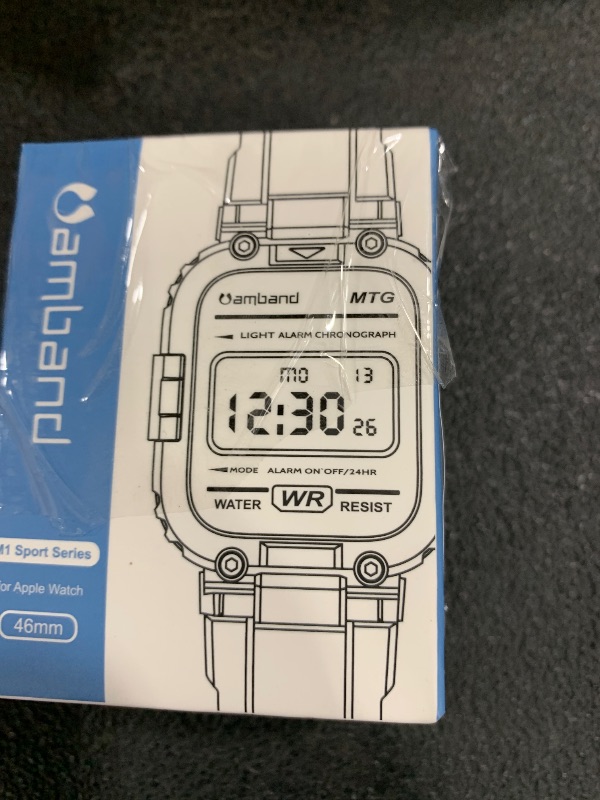 amband
M1 Sport Series
for Apple Watch
46mm
amband MTG
LIGHT ALARM CHRONOGRAPH
MO 13
12:30 26
MODE ALARM ON OFF/24HR
WATER WR RESIST